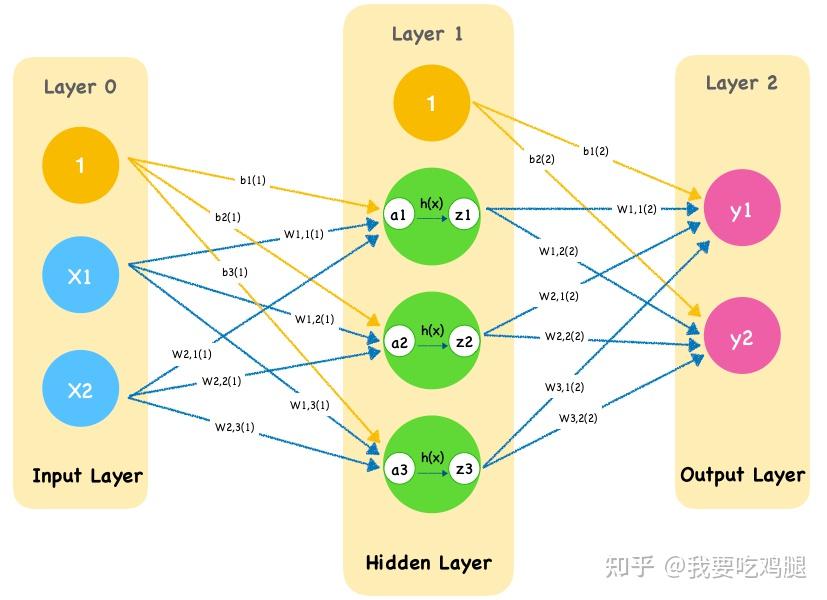 Layer 0
1
X1
X2
Input Layer
b1(1)
b2(1)
W1,1(1)
b3(1)
W1,2(1)
W2,1(1)
W2,2(1)
W1,3(1)
W2,3(1)
Layer 1
1
h(x)
a1
z1
h(x)
a2
z2
h(x)
a3
z3
Hidden Layer
b1(2)
b2(2)
W1,1(2)
W1,2(2)
W2,1(2)
W2,2(2)
W3,1(2)
W3,2(2)
Layer 2
y1
y2
Output Layer
知乎 @我要吃鸡腿